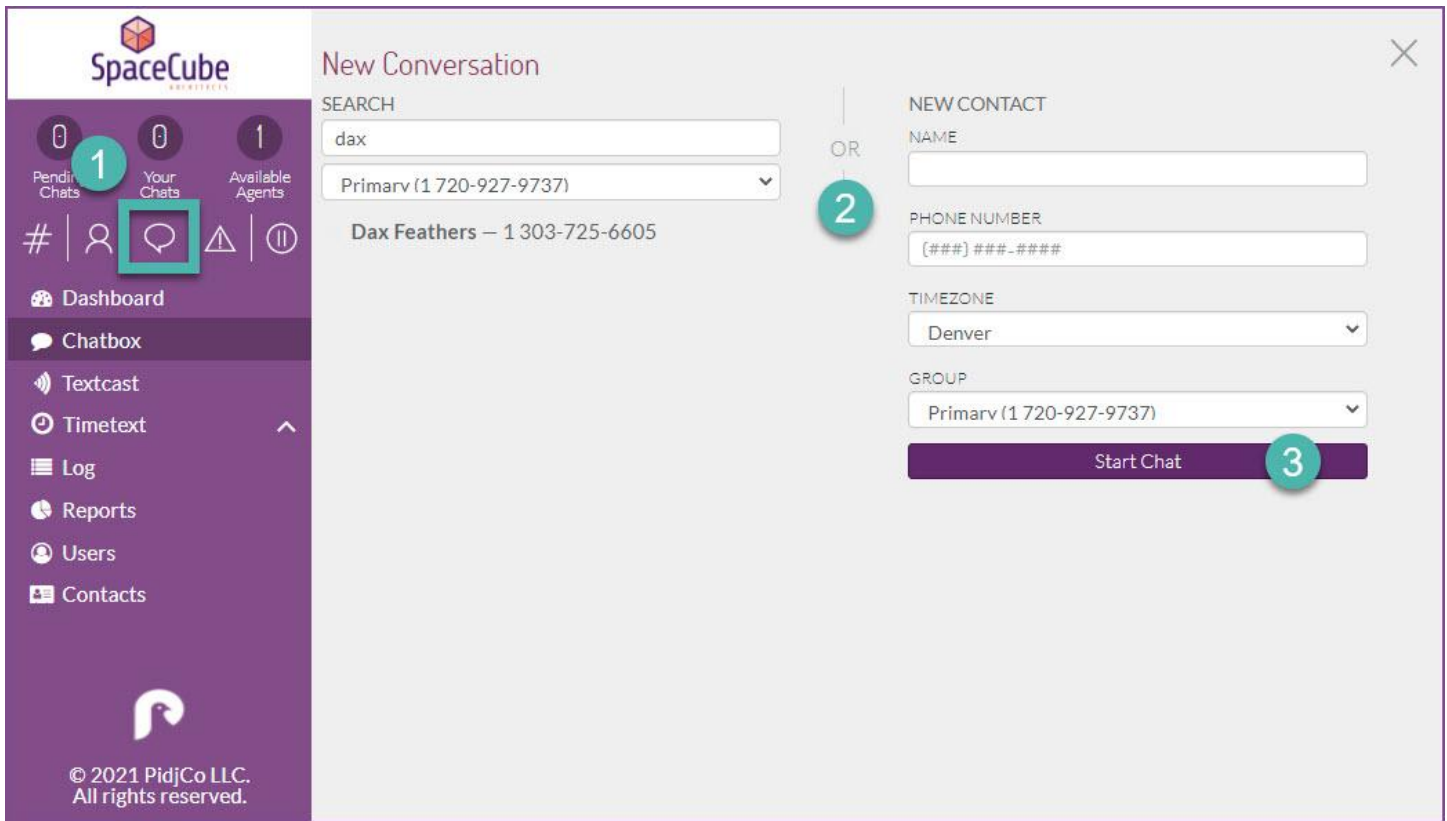 SpaceCube
ARCHITECTS
0
0
1
1
Pending Chats
Your Chats
Available Agents
#
Dashboard
Chatbox
Textcast
Timetext
Log
Reports
Users
Contacts
© 2021 PidjCo LLC.
All rights reserved.
New Conversation
SEARCH
dax
Primary (1 720-927-9737)
Dax Feathers — 1 303-725-6605
OR
2
NEW CONTACT
NAME
PHONE NUMBER
(###) ###-####
TIMEZONE
Denver
GROUP
Primary (1 720-927-9737)
Start Chat
3